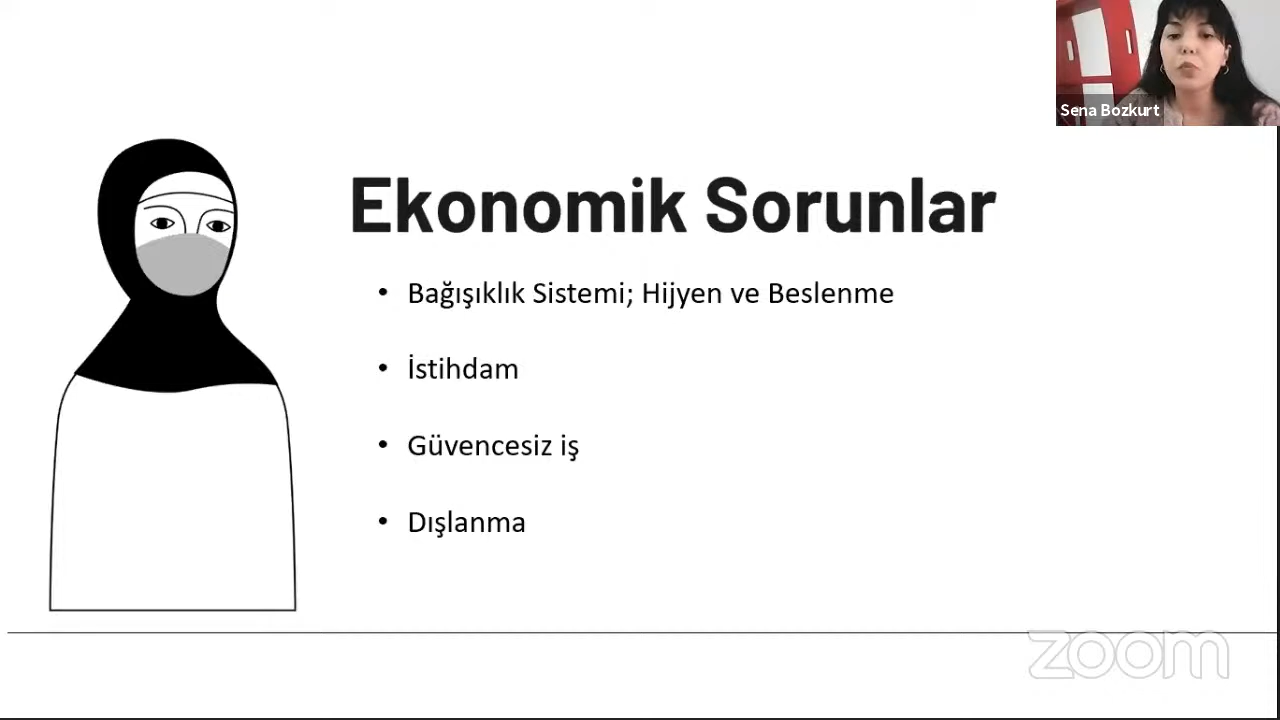 Sena Bozkurt
Ekonomik Sorunlar
• Bağışıklık Sistemi; Hijyen ve Beslenme
• İstihdam
• Güvencesiz iş
• Dışlanma
zoom